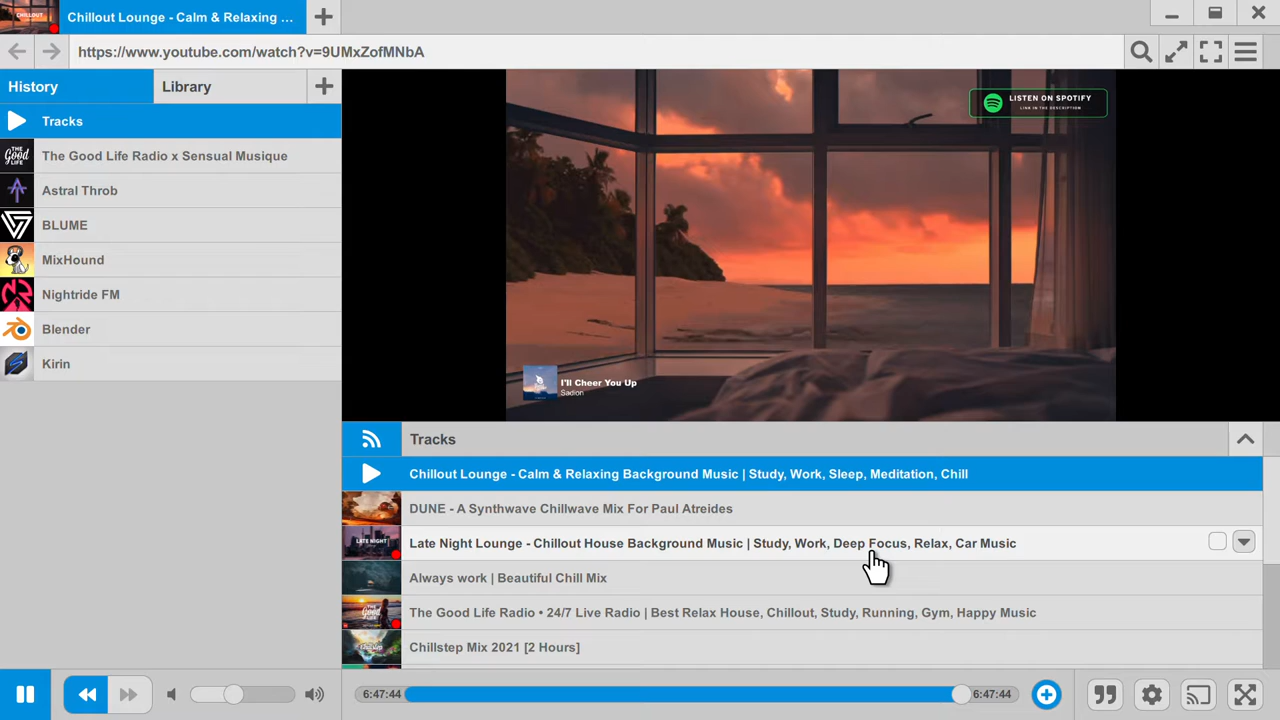 Chillout Lounge - Calm & Relaxing ...
https://www.youtube.com/watch?v=9UMxZofMNbA
History
Library
Tracks
The Good Life Radio x Sensual Musique
Astral Throb
BLUME
MixHound
Nightride FM
Blender
Kirin
LISTEN ON SPOTIFY
LINK IN THE DESCRIPTION
I'll Cheer You Up
Sadion
Tracks
Chillout Lounge - Calm & Relaxing Background Music | Study, Work, Sleep, Meditation, Chill
DUNE - A Synthwave Chillwave Mix For Paul Atreides
Late Night Lounge - Chillout House Background Music | Study, Work, Deep Focus, Relax, Car Music
Always work | Beautiful Chill Mix
The Good Life Radio • 24/7 Live Radio | Best Relax House, Chillout, Study, Running, Gym, Happy Music
Chillstep Mix 2021 [2 Hours]
6:47:44
6:47:44